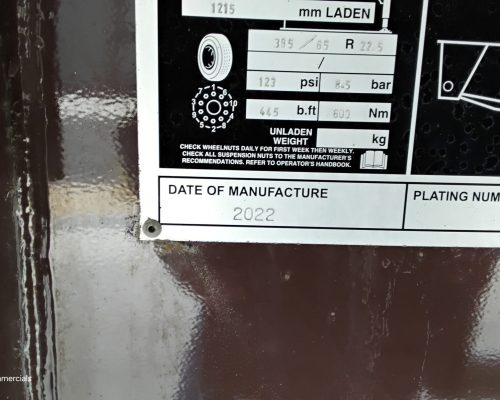 1215 mm LADEN
385/65 R 22.5
/
123 psi 8.5 bar
445 b.ft 600 Nm
UNLADEN
WEIGHT kg
CHECK WHEELNUTS DAILY FOR FIRST WEEK THEN WEEKLY.
CHECK ALL SUSPENSION NUTS TO THE MANUFACTURER'S
RECOMMENDATIONS. REFER TO OPERATOR'S HANDBOOK.
DATE OF MANUFACTURE
2022
PLATING NUM
mmercials